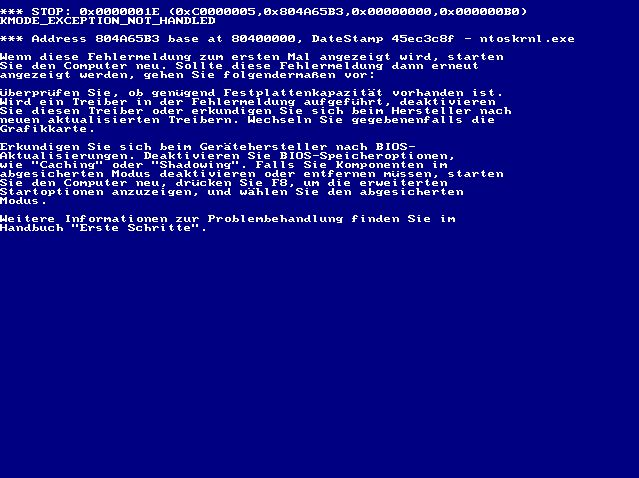 *** STOP: 0x0000001E (0xC0000005,0x804A65B3,0x00000000,0x000000B0)
KMODE_EXCEPTION_NOT_HANDLED
*** Address 804A65B3 base at 80400000, DateStamp 45ec3c8f - ntoskrnl.exe
Wenn diese Fehlermeldung zum ersten Mal angezeigt wird, starten
Sie den Computer neu. Sollte diese Fehlermeldung dann erneut
angezeigt werden, gehen Sie folgendermaßen vor:
überprüfen Sie, ob genügend Festplattenkapazität vorhanden ist.
Wird ein Treiber in der Fehlermeldung aufgeführt, deaktivieren
Sie diesen Treiber oder erkundigen Sie sich beim Hersteller nach
neuen aktualisierten Treibern. Wechseln Sie gegebenenfalls die
Grafikkarte.
Erkundigen Sie sich beim Gerätehersteller nach BIOS-
Aktualisierungen. Deaktivieren Sie BIOS-Speicheroptionen,
wie "Caching" oder "Shadowing". Falls Sie Komponenten im
abgesicherten Modus deaktivieren oder entfernen müssen, starten
Sie den Computer neu, drücken Sie F8, um die erweiterten
Startoptionen anzuzeigen, und wählen Sie den abgesicherten
Modus.
Weitere Informationen zur Problembehandlung finden Sie im
Handbuch "Erste Schritte".